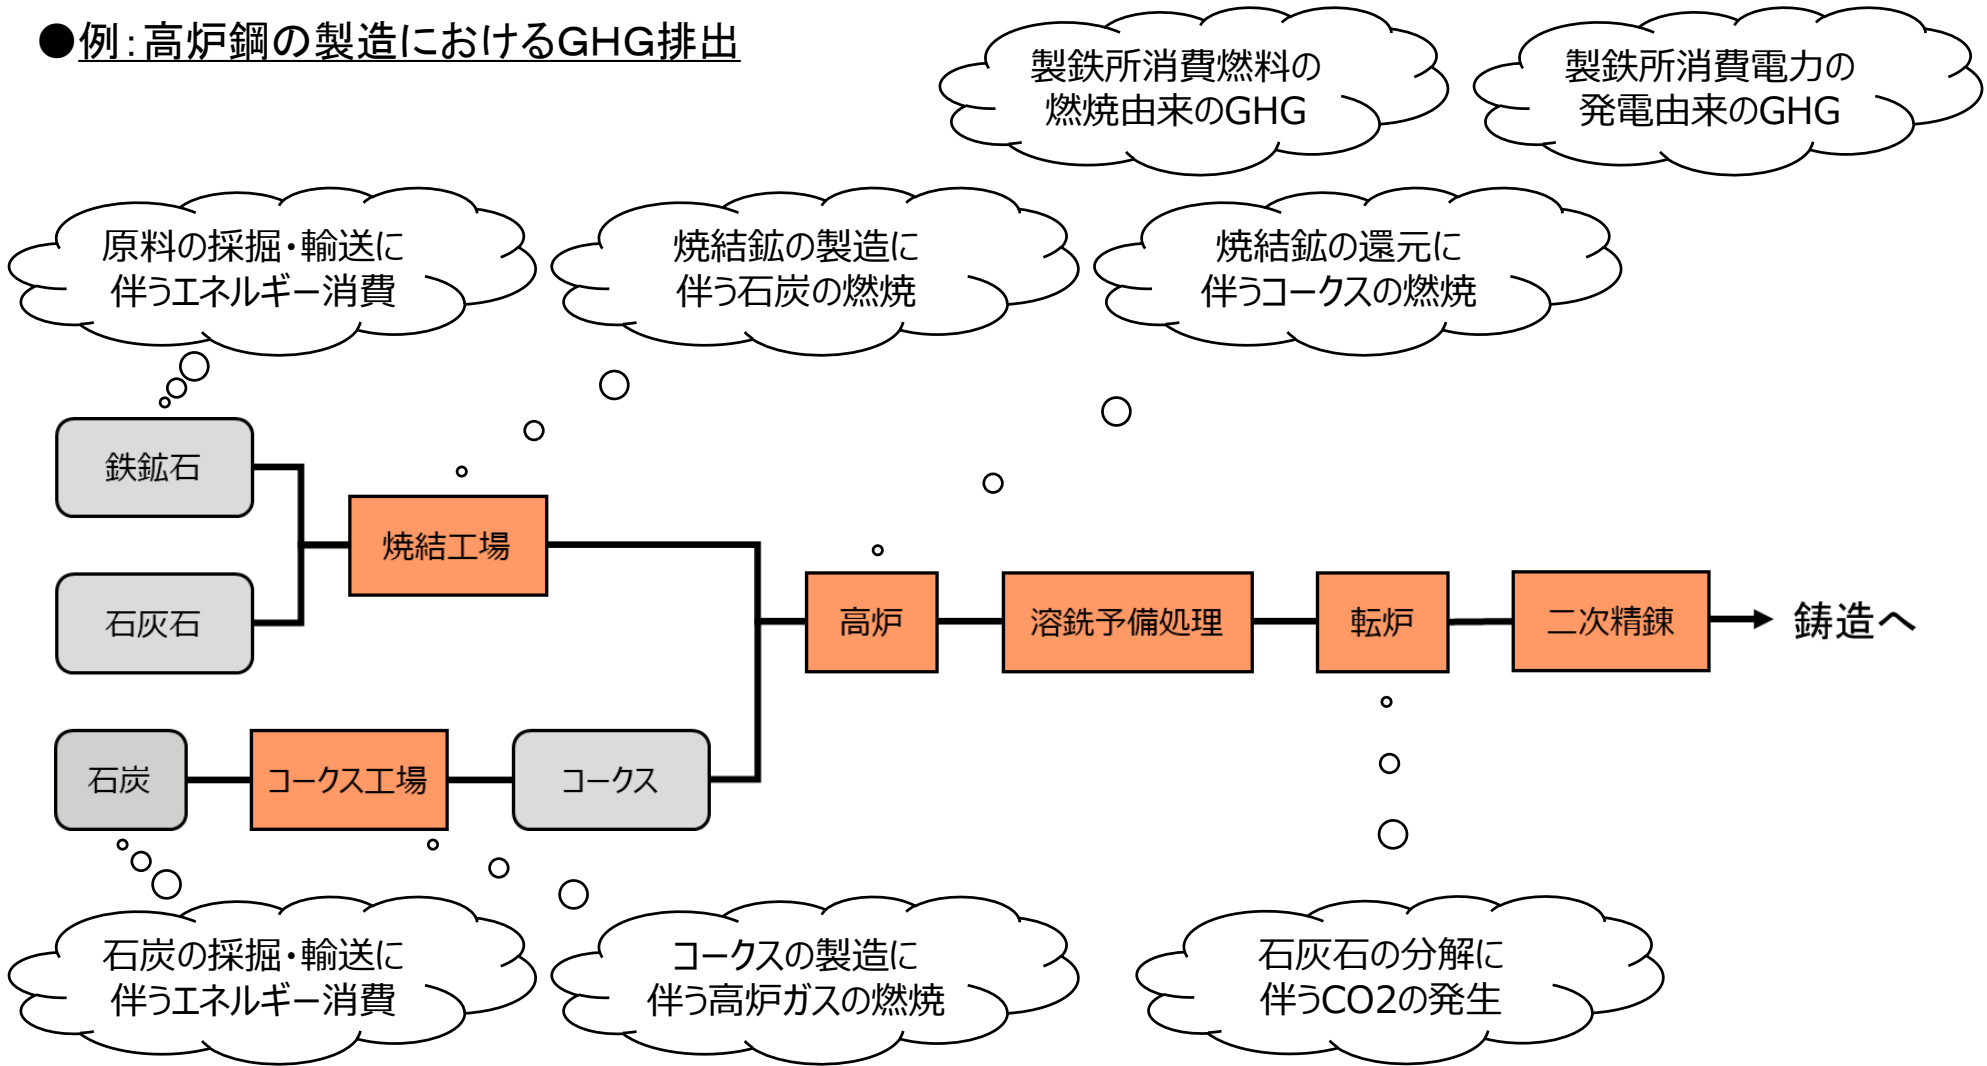 ●例：高炉鋼の製造におけるGHG排出
製鉄所消費燃料の
燃焼由来のGHG
製鉄所消費電力の
発電由来のGHG
原料の採掘・輸送に
伴うエネルギー消費
焼結鉱の製造に
伴う石炭の燃焼
焼結鉱の還元に
伴うコークスの燃焼
鉄鉱石
焼結工場
石灰石
高炉
溶銑予備処理
転炉
二次精錬
鋳造へ
石炭
コークス工場
コークス
石炭の採掘・輸送に
伴うエネルギー消費
コークスの製造に
伴う高炉ガスの燃焼
石灰石の分解に
伴うCO2の発生